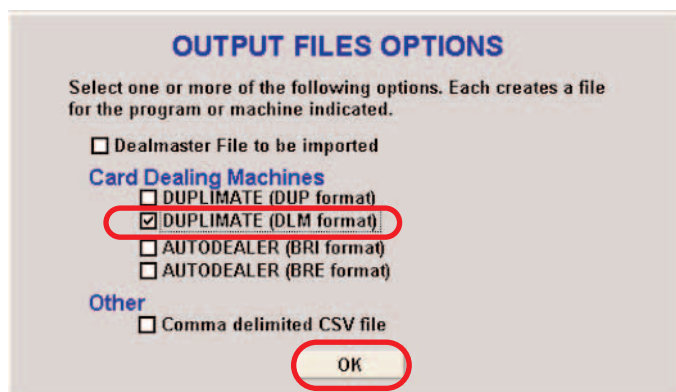 OUTPUT FILES OPTIONS
Select one or more of the following options. Each creates a file
for the program or machine indicated.
Dealmaster File to be imported
Card Dealing Machines
DUPLIMATE (DUP format)
DUPLIMATE (DLM format)
AUTODEALER (BRI format)
AUTODEALER (BRE format)
Other
Comma delimited CSV file
OK